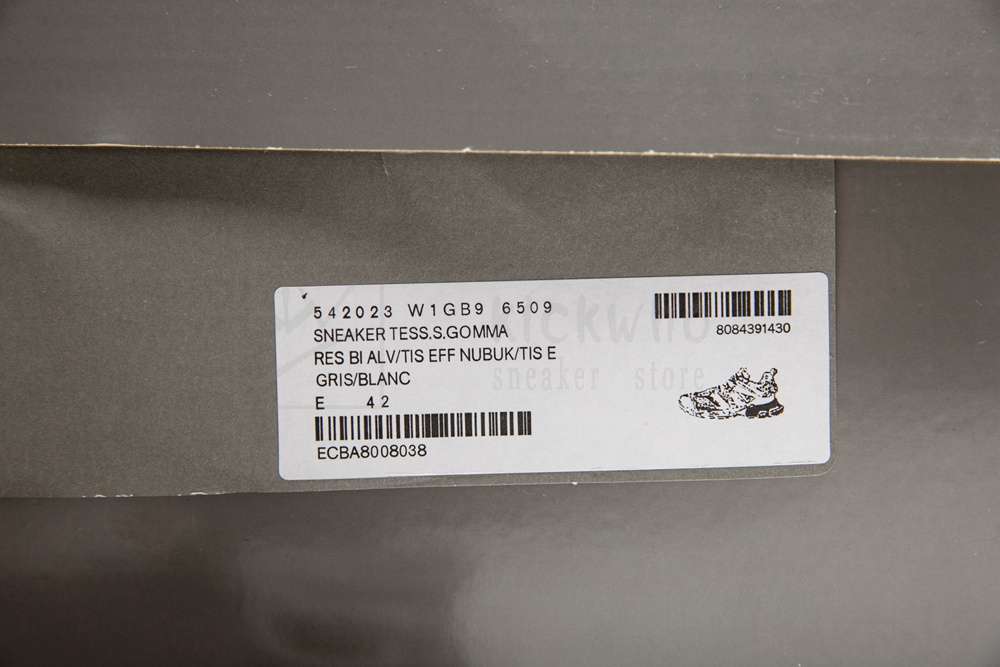 542023 W1GB9 6509
SNEAKER TESS.S.GOMMA
RES BI ALV/TIS EFF NUBUK/TIS E
GRIS/BLANC
E 42
ECBA8008038
8084391430
KICKWHO
sneaker store